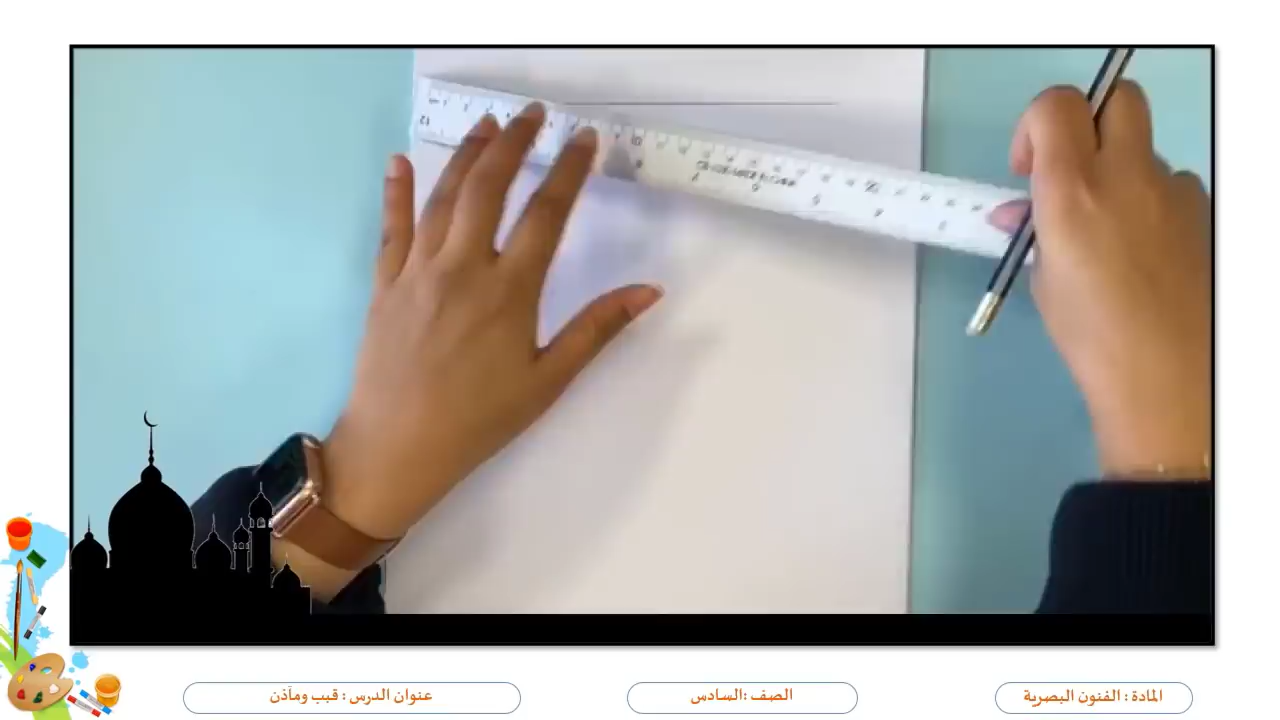 المادة : الفنون البصرية
الصف :السادس
عنوان الدرس : قبب ومآذن